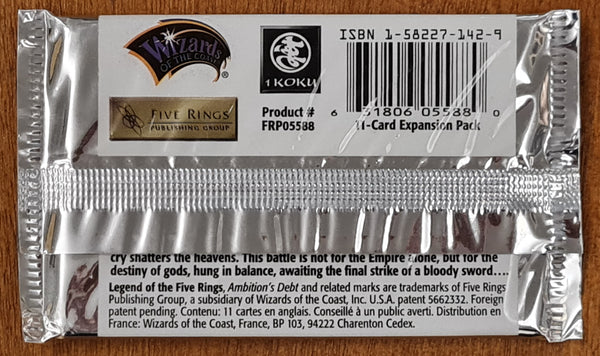 Wizards
OF THE COAST
®
FIVE RINGS
PUBLISHING GROUP
1 KOKU
Product #
FRP05588
ISBN 1-58227-142-9
6 51806 05588 0
11-Card Expansion Pack
cry shatters the heavens. This battle is not for the Empire alone, but for the
destiny of gods, hung in balance, awaiting the final strike of a bloody sword....
Legend of the Five Rings, Ambition's Debt and related marks are trademarks of Five Rings
Publishing Group, a subsidiary of Wizards of the Coast, Inc. U.S.A. patent 5662332. Foreign
patent pending. Contenu: 11 cartes en anglais. Conseillé à un public averti. Distribution en
France: Wizards of the Coast, France, BP 103, 94222 Charenton Cedex.